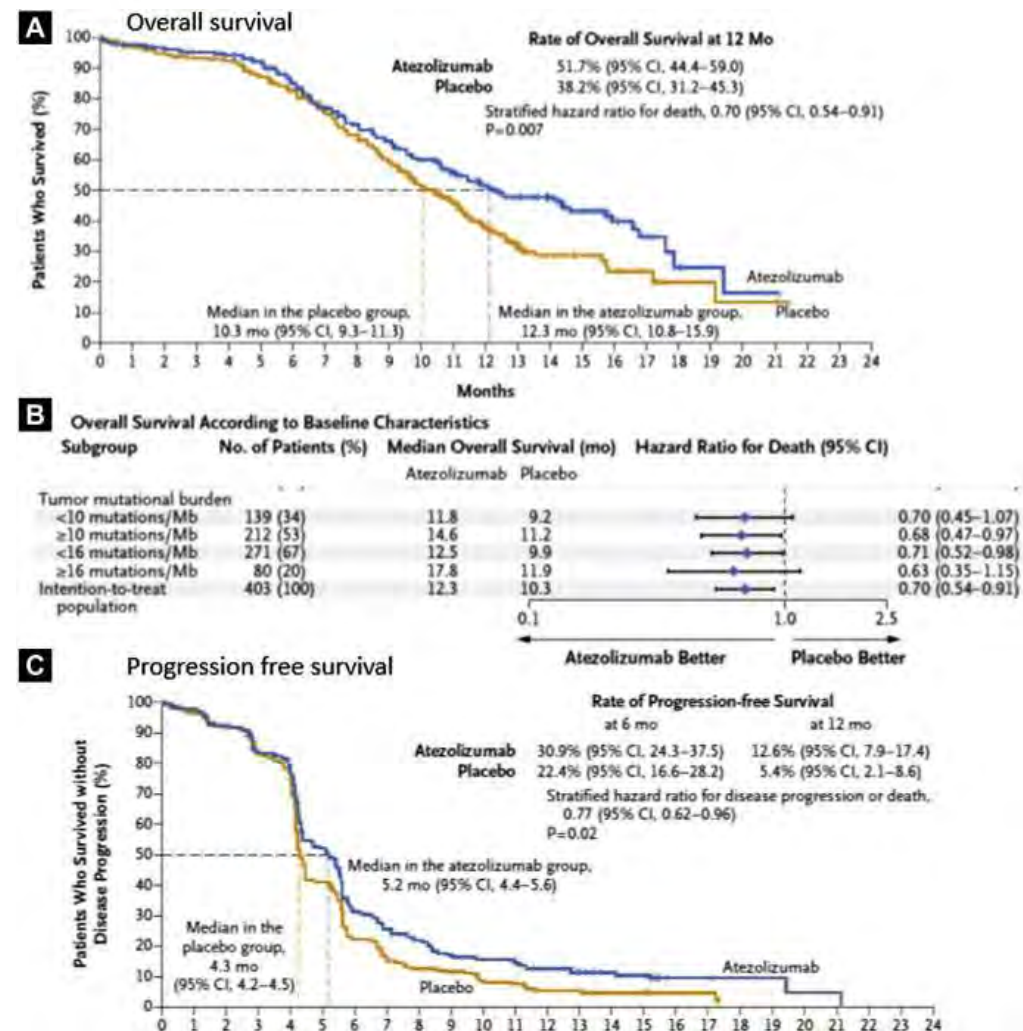 A Overall survival
Rate of Overall Survival at 12 Mo
Atezolizumab 51.7% (95% CI, 44.4–59.0)
Placebo 38.2% (95% CI, 31.2–45.3)
Stratified hazard ratio for death, 0.70 (95% CI, 0.54–0.91)
P=0.007
Patients Who Survived (%)
100
90
80
70
60
50
40
30
20
10
0
Atezolizumab
Placebo
Median in the placebo group,
10.3 mo (95% CI, 9.3–11.3)
Median in the atezolizumab group,
12.3 mo (95% CI, 10.8–15.9)
0 1 2 3 4 5 6 7 8 9 10 11 12 13 14 15 16 17 18 19 20 21 22 23 24
Months
B Overall Survival According to Baseline Characteristics
Subgroup No. of Patients (%) Median Overall Survival (mo) Hazard Ratio for Death (95% CI)
Atezolizumab Placebo
Tumor mutational burden
<10 mutations/Mb 139 (34) 11.8 9.2 0.70 (0.45–1.07)
≥10 mutations/Mb 212 (53) 14.6 11.2 0.68 (0.47–0.97)
<16 mutations/Mb 271 (67) 12.5 9.9 0.71 (0.52–0.98)
≥16 mutations/Mb 80 (20) 17.8 11.9 0.63 (0.35–1.15)
Intention-to-treat 403 (100) 12.3 10.3 0.70 (0.54–0.91)
population
0.1 1.0 2.5
Atezolizumab Better Placebo Better
C Progression free survival
Rate of Progression-free Survival
at 6 mo at 12 mo
Atezolizumab 30.9% (95% CI, 24.3–37.5) 12.6% (95% CI, 7.9–17.4)
Placebo 22.4% (95% CI, 16.6–28.2) 5.4% (95% CI, 2.1–8.6)
Stratified hazard ratio for disease progression or death,
0.77 (95% CI, 0.62–0.96)
P=0.02
Patients Who Survived without
Disease Progression (%)
100
90
80
70
60
50
40
30
20
10
0
Median in the atezolizumab group,
5.2 mo (95% CI, 4.4–5.6)
Median in the
placebo group,
4.3 mo
(95% CI, 4.2–4.5)
Atezolizumab
Placebo
0 1 2 3 4 5 6 7 8 9 10 11 12 13 14 15 16 17 18 19 20 21 22 23 24